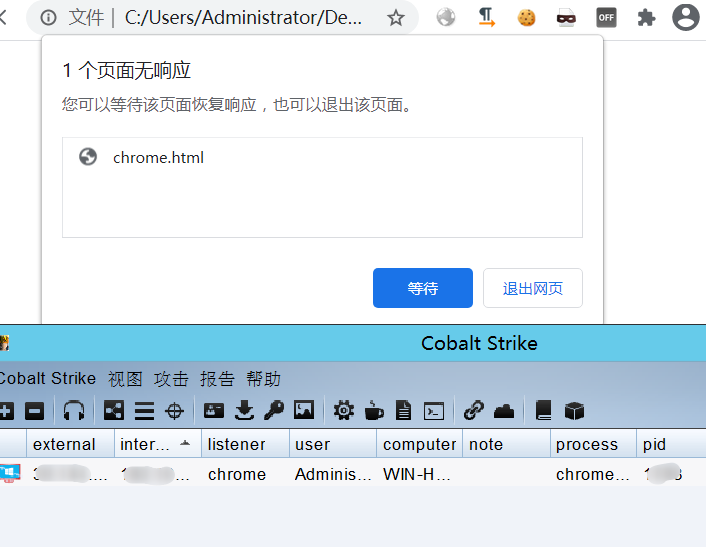 文件 | C:/Users/Administrator/De...
OFF
1 个页面无响应
您可以等待该页面恢复响应，也可以退出该页面。
chrome.html
等待 退出网页
Cobalt Strike
Cobalt Strike 视图 攻击 报告 帮助
external inter... listener user computer note process pid
chrome Adminis... WIN-H... chrome...